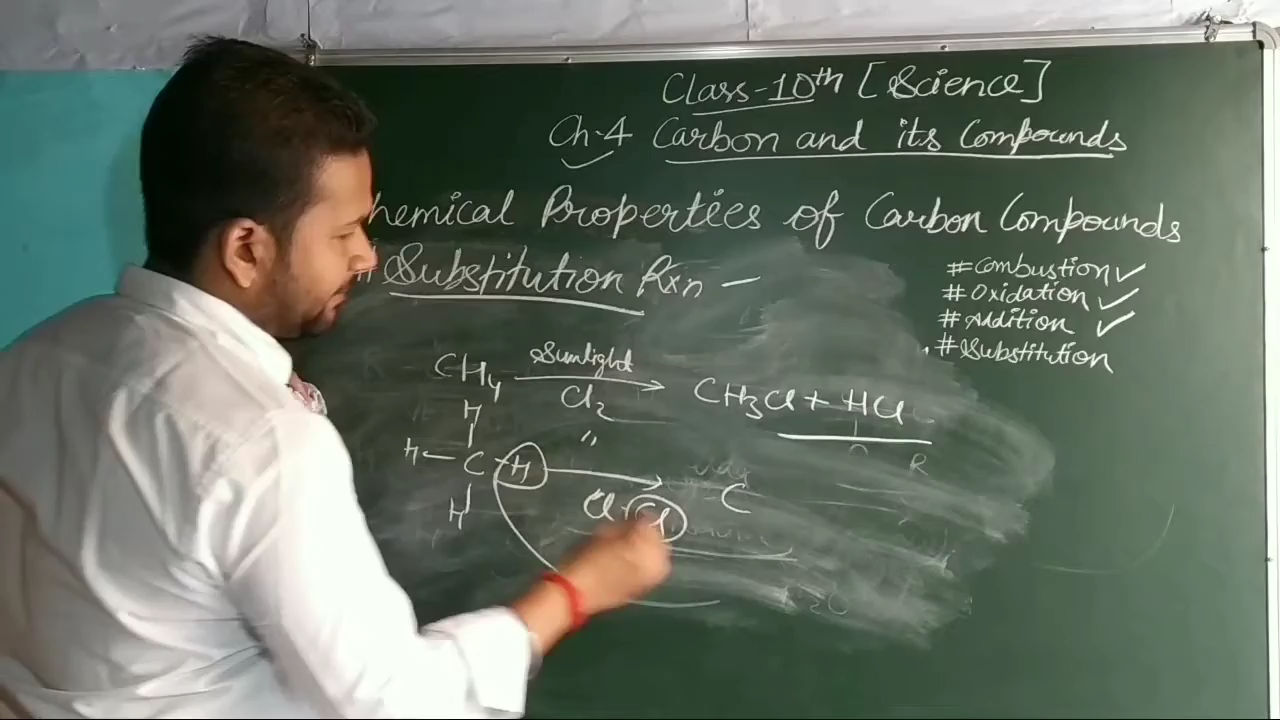 Class-10th [Science]
Ch-4 Carbon and its Compounds
hemical Properties of Carbon Compounds
# Substitution Rxn –
#Combustion ✓
#Oxidation ✓
#Addition ✓
#Substitution
CH4 Sunlight Cl2 → CH3Cl + HCl
H
H – C – H → C
Cl Cl
H